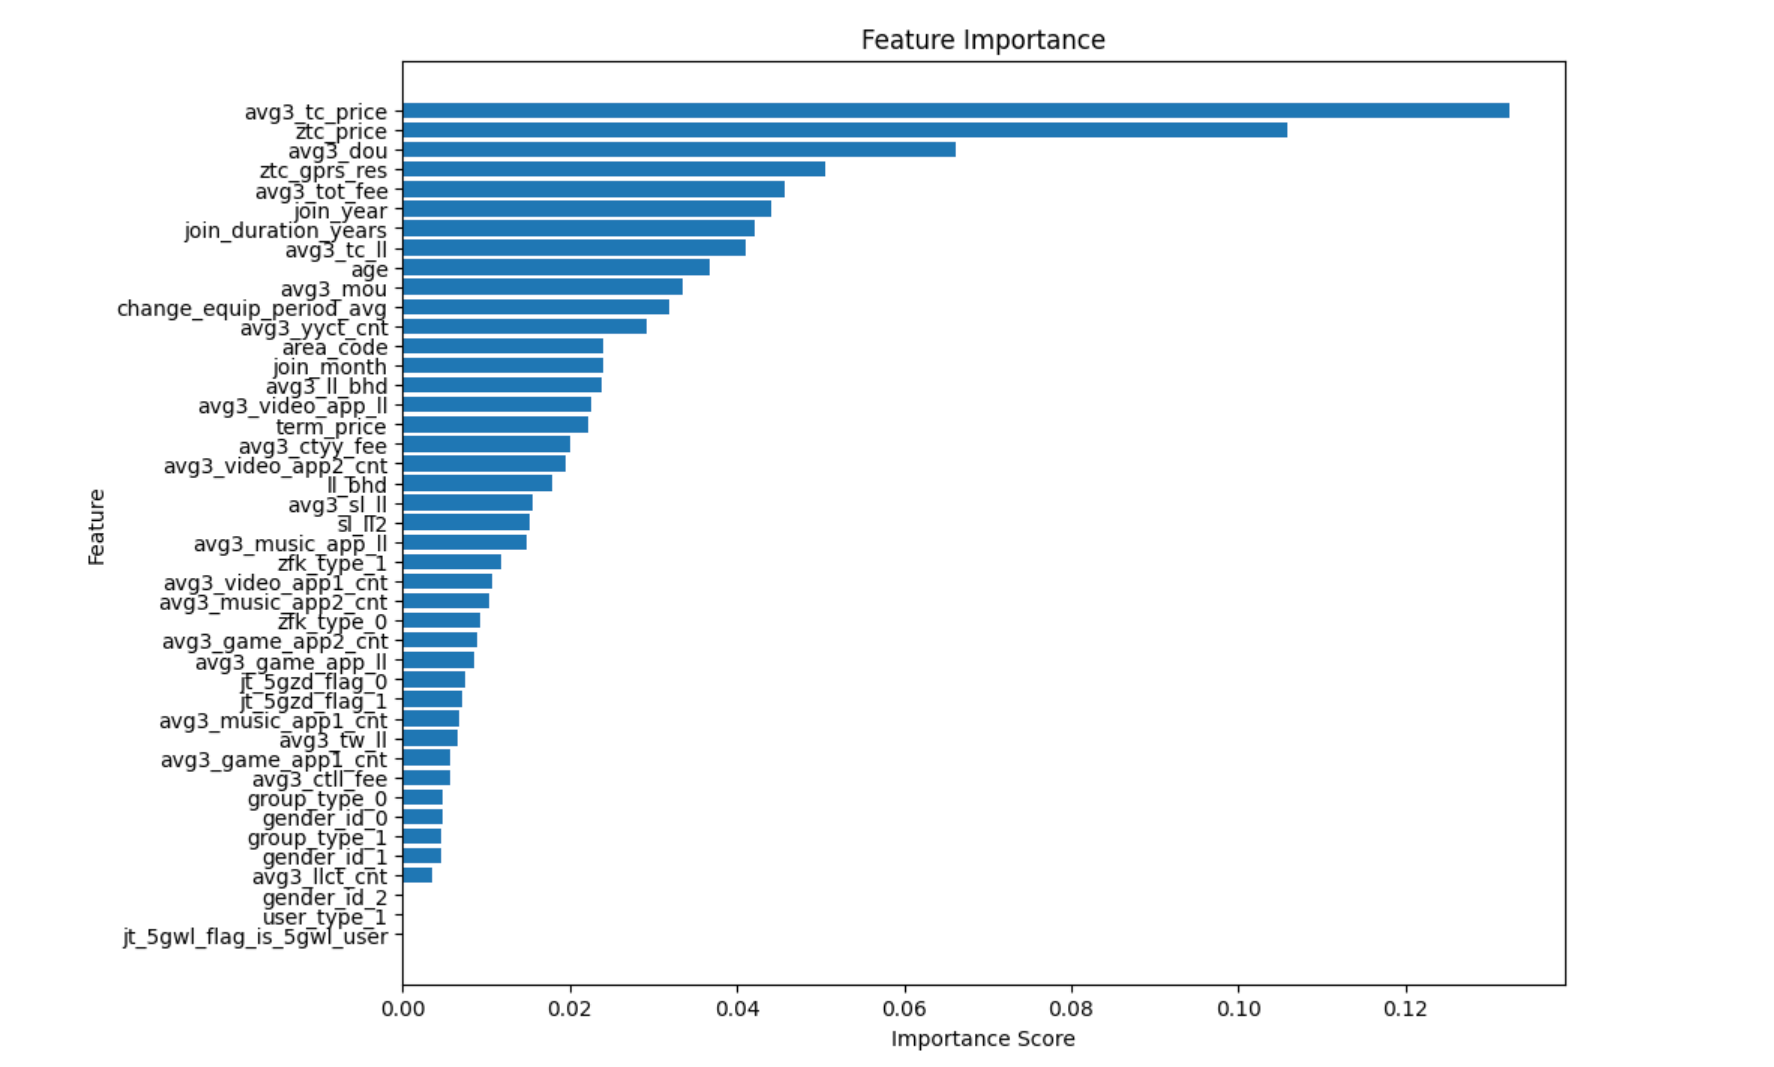 Feature Importance
avg3_tc_price
ztc_price
avg3_dou
ztc_gprs_res
avg3_tot_fee
join_year
join_duration_years
avg3_tc_ll
age
avg3_mou
change_equip_period_avg
avg3_yyct_cnt
area_code
join_month
avg3_ll_bhd
avg3_video_app_ll
term_price
avg3_ctyy_fee
avg3_video_app2_cnt
ll_bhd
avg3_sl_ll
sl_ll2
avg3_music_app_ll
zfk_type_1
avg3_video_app1_cnt
avg3_music_app2_cnt
zfk_type_0
avg3_game_app2_cnt
avg3_game_app_ll
jt_5gzd_flag_0
jt_5gzd_flag_1
avg3_music_app1_cnt
avg3_tw_ll
avg3_game_app1_cnt
avg3_ctll_fee
group_type_0
gender_id_0
group_type_1
gender_id_1
avg3_llct_cnt
gender_id_2
user_type_1
jt_5gwl_flag_is_5gwl_user
Feature
0.00 0.02 0.04 0.06 0.08 0.10 0.12
Importance Score